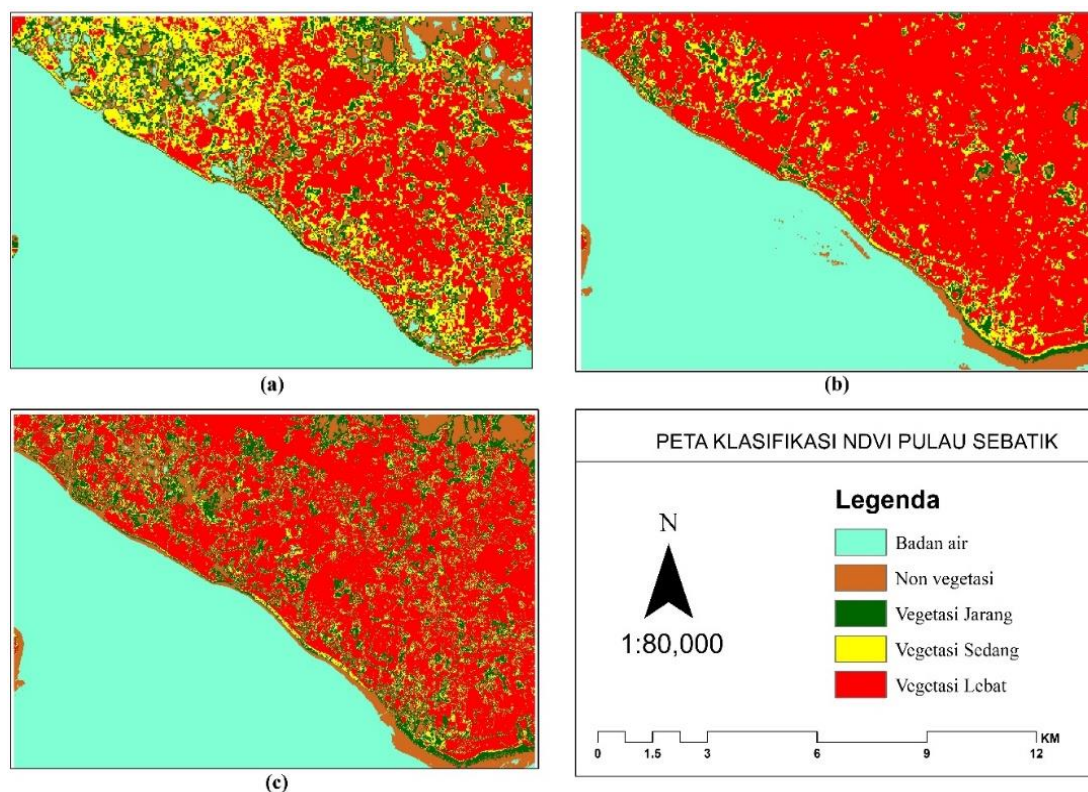 (a)
(b)
(c)
PETA KLASIFIKASI NDVI PULAU SEBATIK
N
1:80,000
Legenda
Badan air
Non vegetasi
Vegetasi Jarang
Vegetasi Sedang
Vegetasi Lebat
KM
0 1.5 3 6 9 12